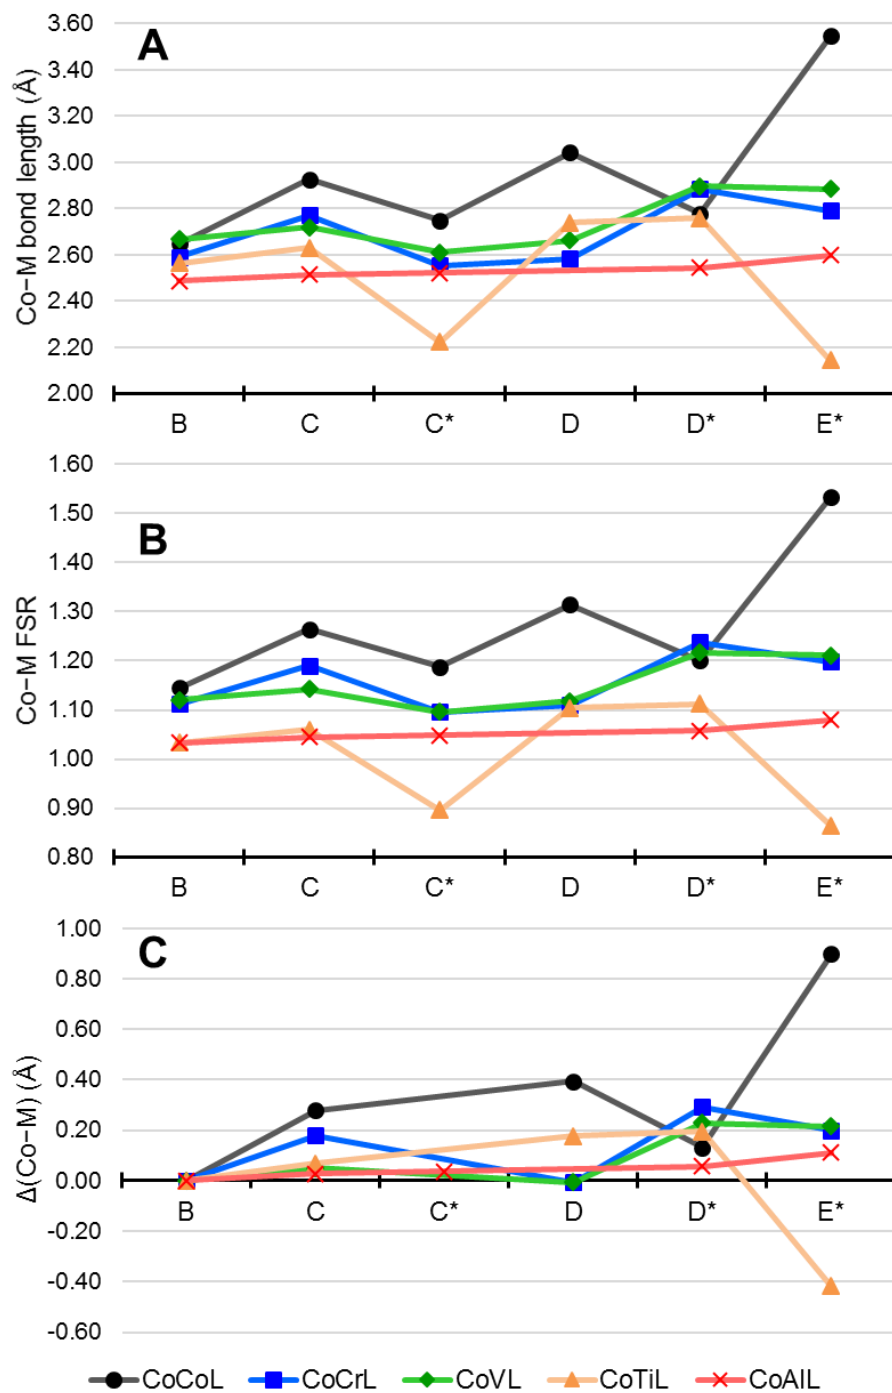 A
Co−M bond length (Å)
3.60
3.40
3.20
3.00
2.80
2.60
2.40
2.20
2.00
B C C* D D* E*
B
Co−M FSR
1.60
1.50
1.40
1.30
1.20
1.10
1.00
0.90
0.80
B C C* D D* E*
C
Δ(Co−M) (Å)
1.00
0.80
0.60
0.40
0.20
0.00
-0.20
-0.40
-0.60
B C C* D D* E*
CoCoL CoCrL CoVL CoTiL CoAlL